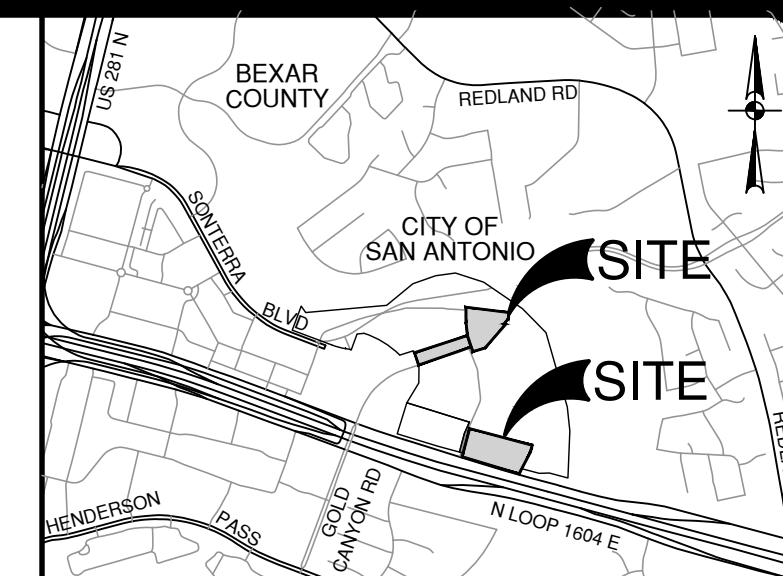 US 281 N
BEXAR
COUNTY
REDLAND RD
SONTERRA
BLVD
CITY OF
SAN ANTONIO
SITE
SITE
HENDERSON
PASS
GOLD
CANYON RD
N LOOP 1604 E